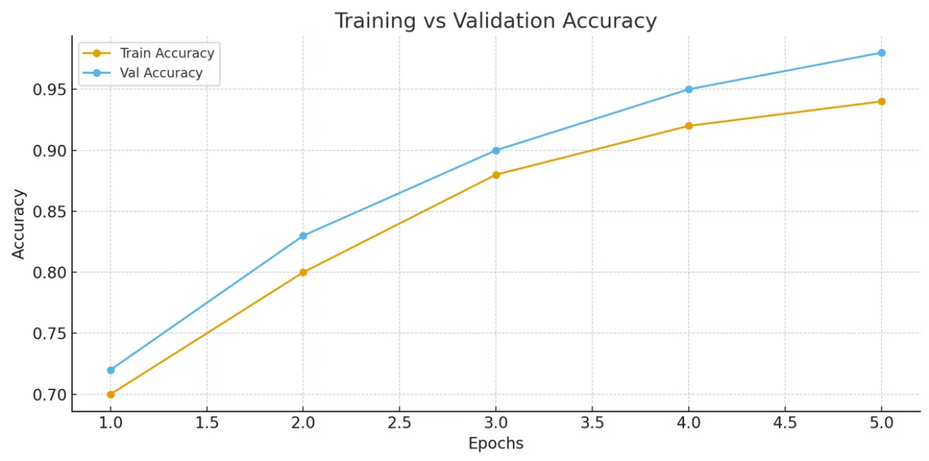 Training vs Validation Accuracy
Train Accuracy
Val Accuracy
0.95
0.90
0.85
0.80
0.75
0.70
Accuracy
1.0 1.5 2.0 2.5 3.0 3.5 4.0 4.5 5.0
Epochs